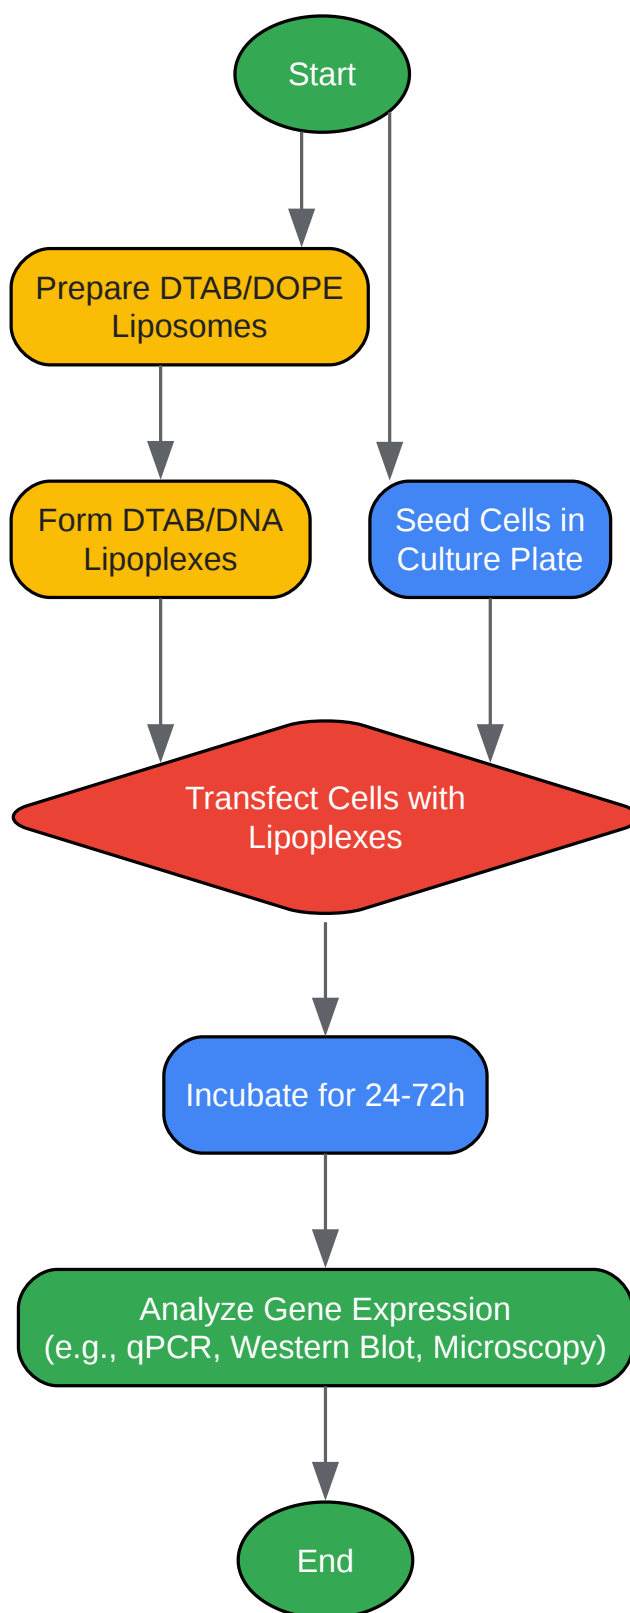 Start
Prepare DTAB/DOPE
Liposomes
Form DTAB/DNA
Lipoplexes
Seed Cells in
Culture Plate
Transfect Cells with
Lipoplexes
Incubate for 24-72h
Analyze Gene Expression
(e.g., qPCR, Western Blot, Microscopy)
End